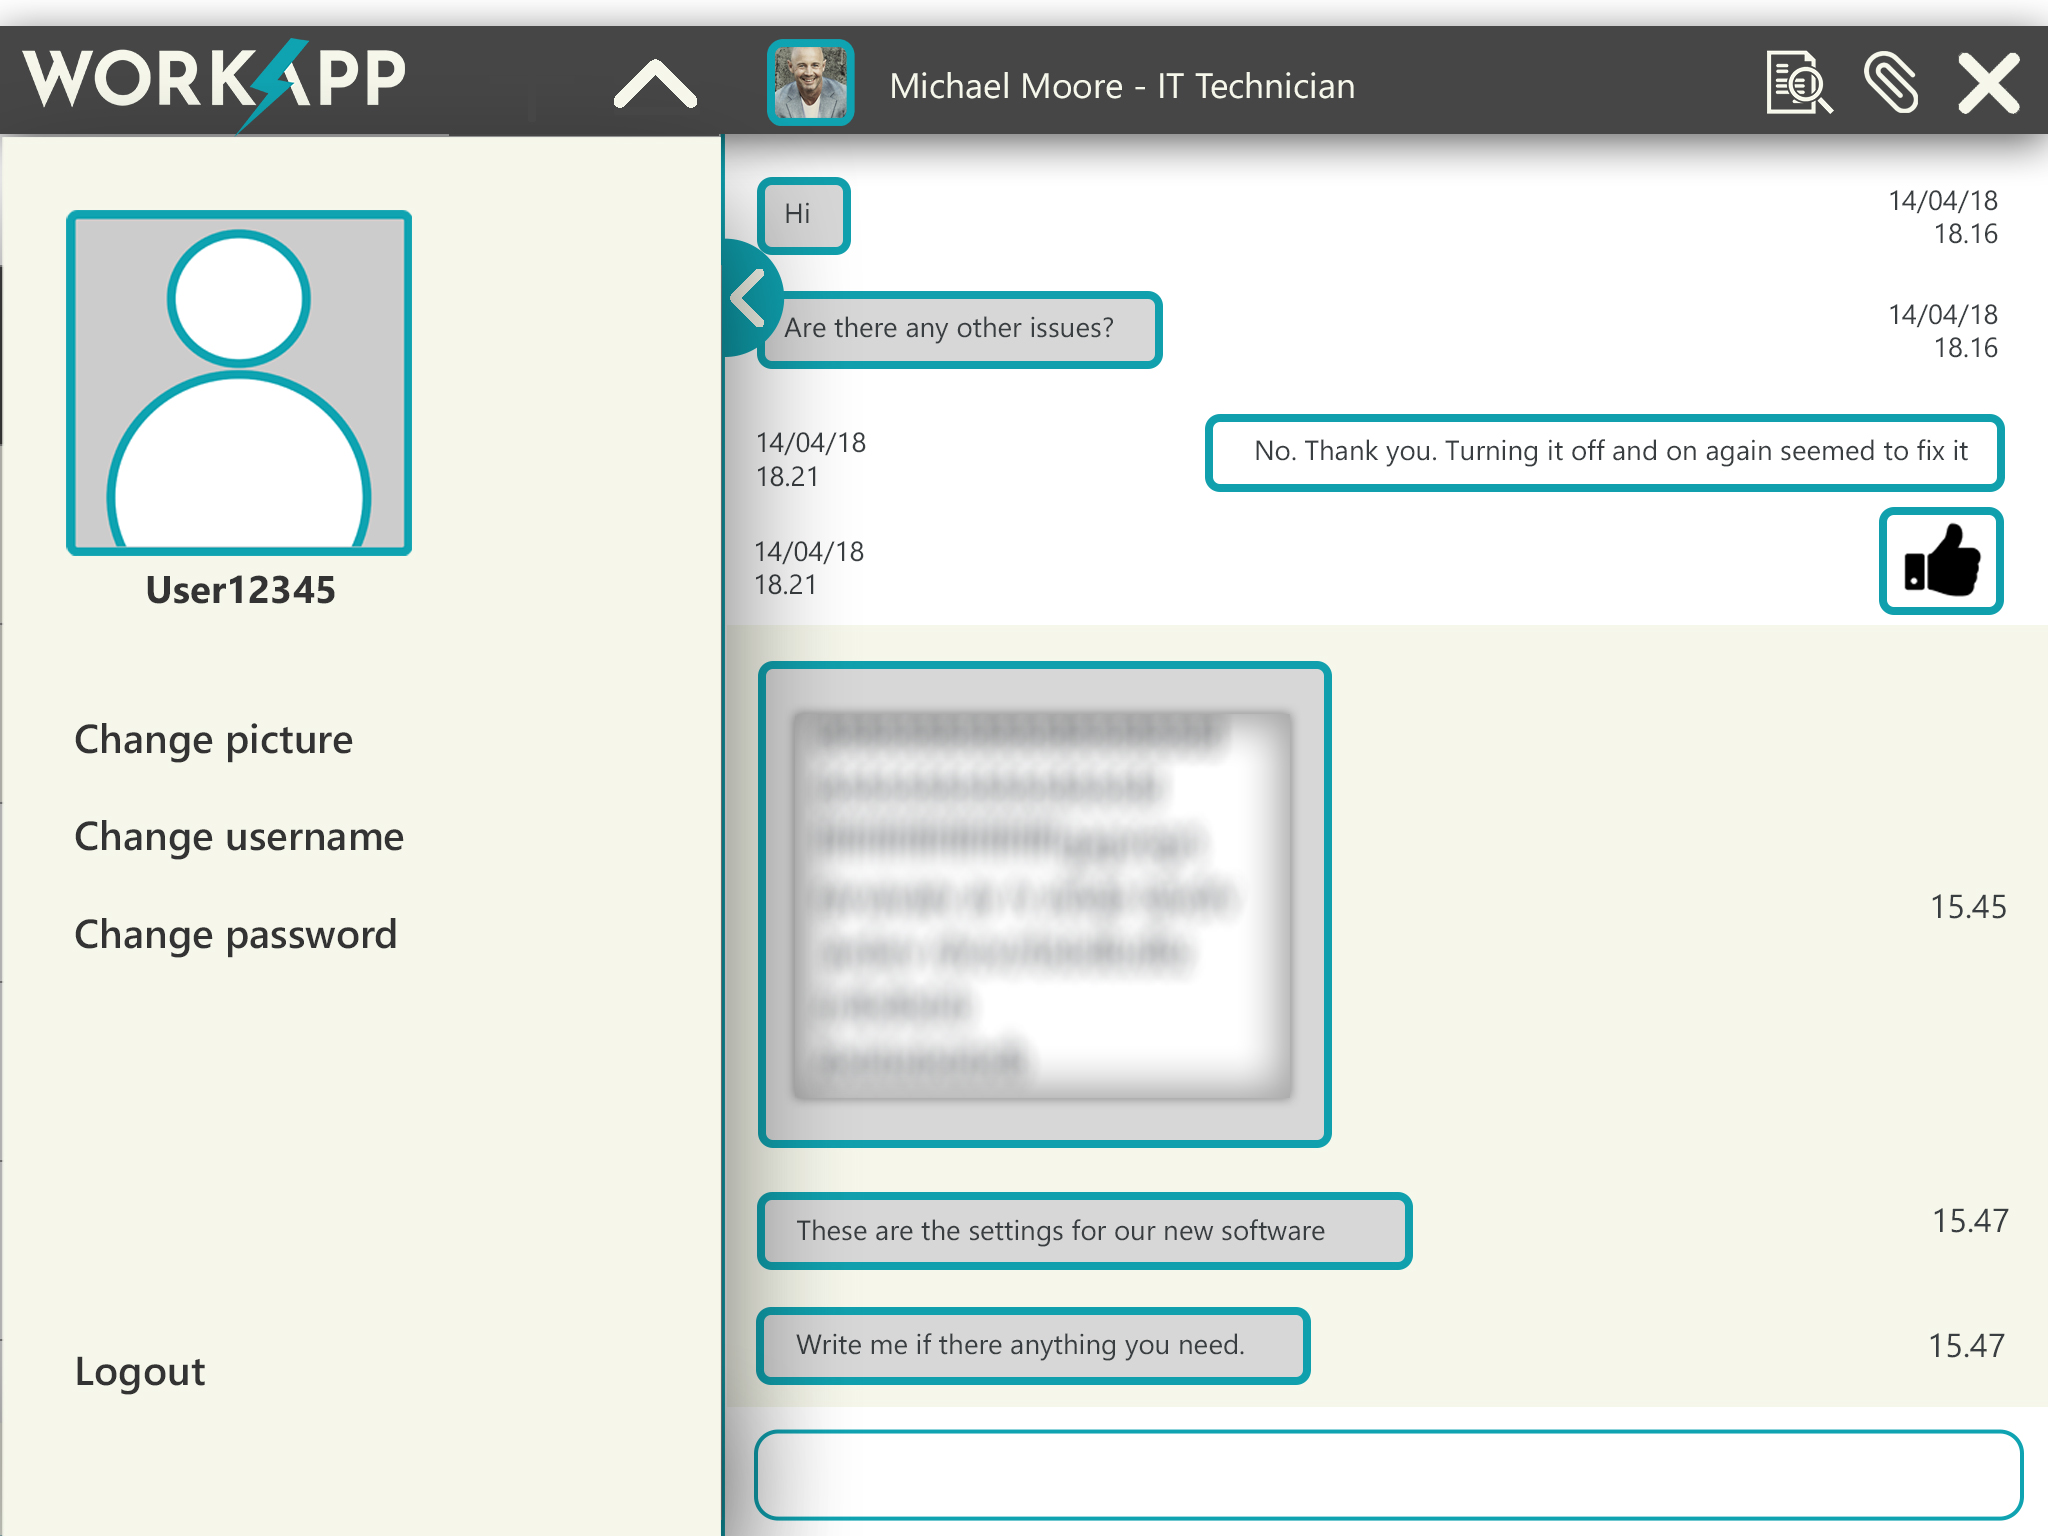 WORKAPP
Michael Moore - IT Technician
User12345
Change picture
Change username
Change password
Logout
Hi
14/04/18
18.16
Are there any other issues?
14/04/18
18.16
14/04/18
18.21
No. Thank you. Turning it off and on again seemed to fix it
14/04/18
18.21
15.45
These are the settings for our new software
15.47
Write me if there anything you need.
15.47